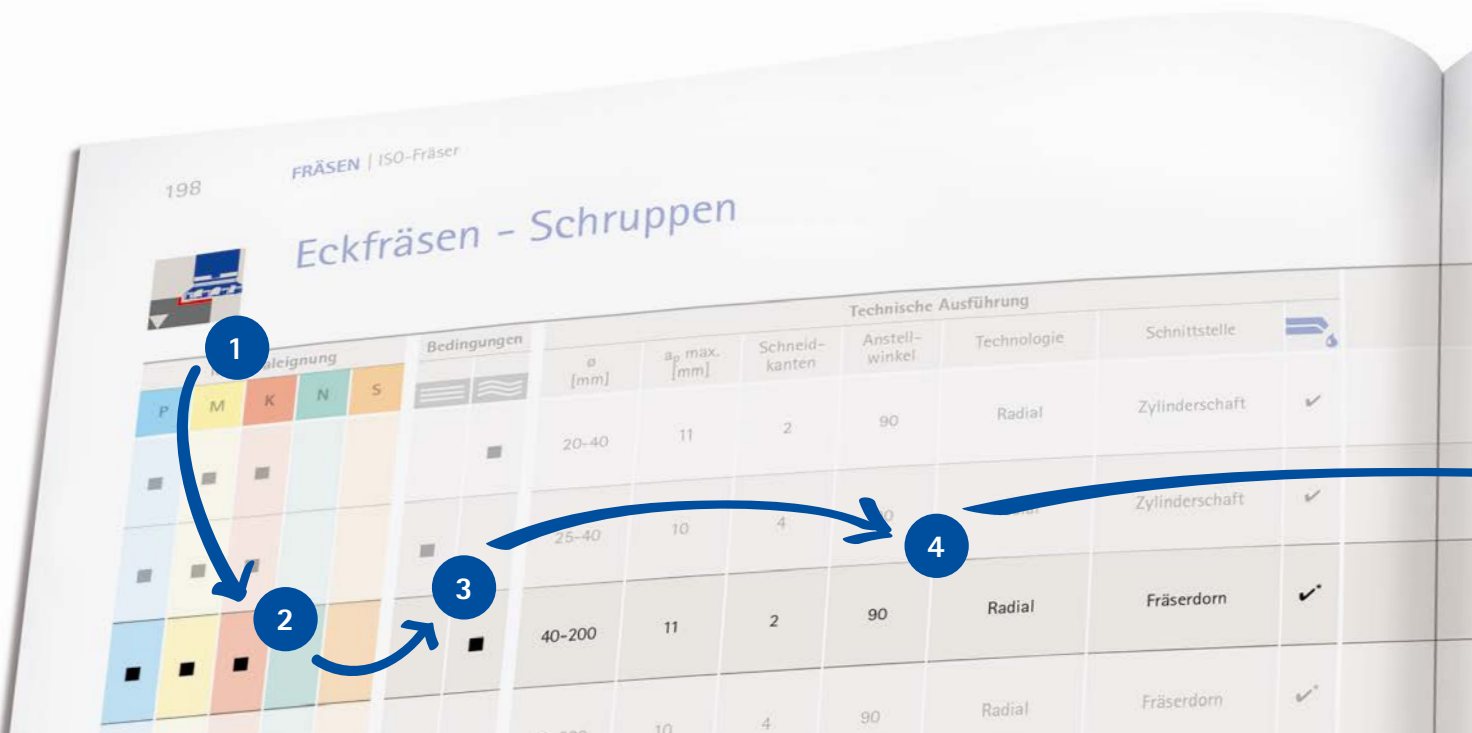 198 FRÄSEN | ISO-Fräser
Eckfräsen – Schruppen
1
Technische Ausführung
Bedingungen
P M K N S
ø [mm]
ap max. [mm]
Schneid-
kanten
Anstell-
winkel
Technologie
Schnittstelle
■ ■ ■ ■ 20–40 11 2 90 Radial Zylinderschaft ✔
■ ■ ■ ■ 25–40 10 4 Zylinderschaft ✔
2
3
4
■ ■ ■ ■ 40–200 11 2 90 Radial Fräserdorn ✔*
10 4 90 Radial Fräserdorn ✔*